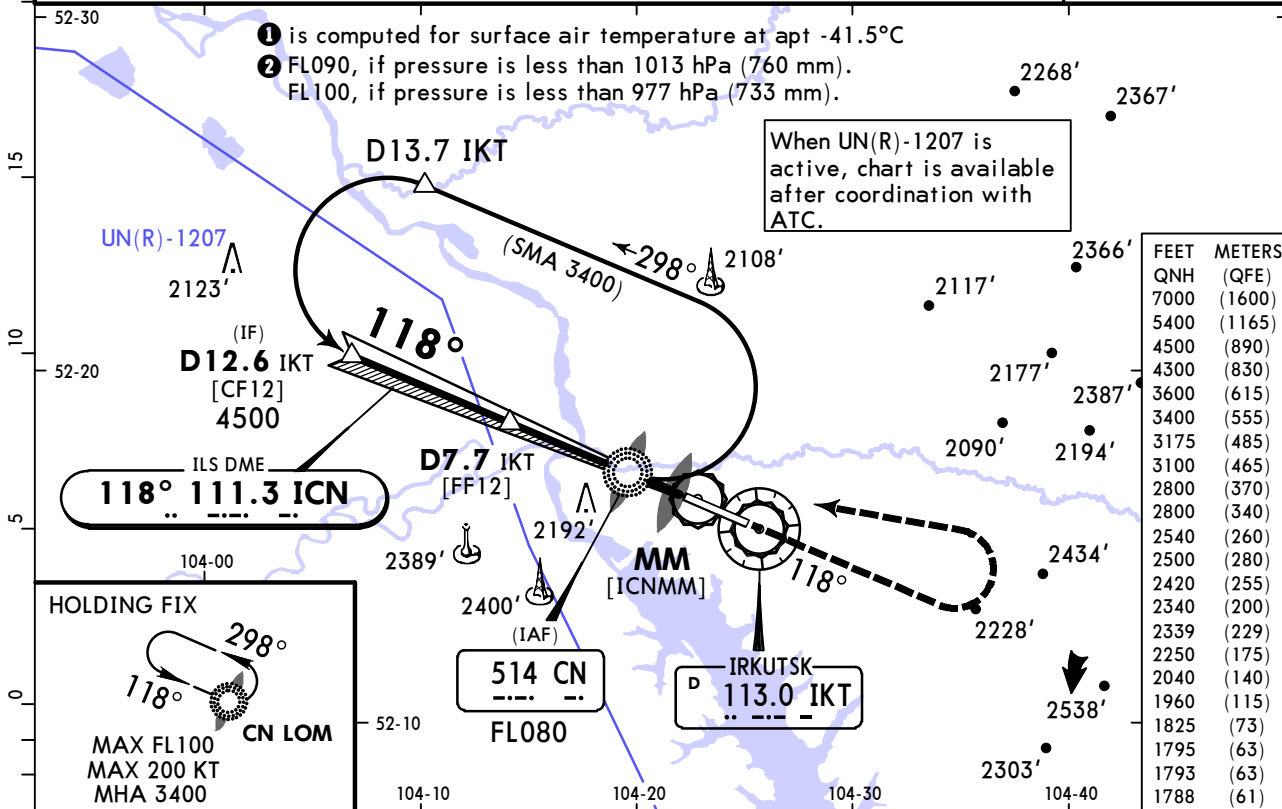 52-30
❶ is computed for surface air temperature at apt -41.5°C
❷ FL090, if pressure is less than 1013 hPa (760 mm).
FL100, if pressure is less than 977 hPa (733 mm).
2268'
2367'
When UN(R)-1207 is
active, chart is available
after coordination with
ATC.
D13.7 IKT
15
UN(R)-1207
2123'
(SMA 3400)
298°
2108'
2366'
2117'
(IF)
D12.6 IKT
[CF12]
4500
118°
10
52-20
2177'
2387'
2090'
2194'
ILS DME
118° 111.3 ICN
D7.7 IKT
[FF12]
2192'
2389'
2400'
5
104-00
MM
[ICNMM]
118°
2434'
2228'
(IAF)
514 CN
FL080
IRKUTSK
D 113.0 IKT
2538'
2303'
HOLDING FIX
298°
118°
CN LOM
MAX FL100
MAX 200 KT
MHA 3400
0
52-10
104-10
104-20
104-30
104-40
FEET METERS
QNH (QFE)
7000 (1600)
5400 (1165)
4500 (890)
4300 (830)
3600 (615)
3400 (555)
3175 (485)
3100 (465)
2800 (370)
2800 (340)
2540 (260)
2500 (280)
2420 (255)
2340 (200)
2339 (229)
2250 (175)
2040 (140)
1960 (115)
1825 (73)
1795 (63)
1793 (63)
1788 (61)